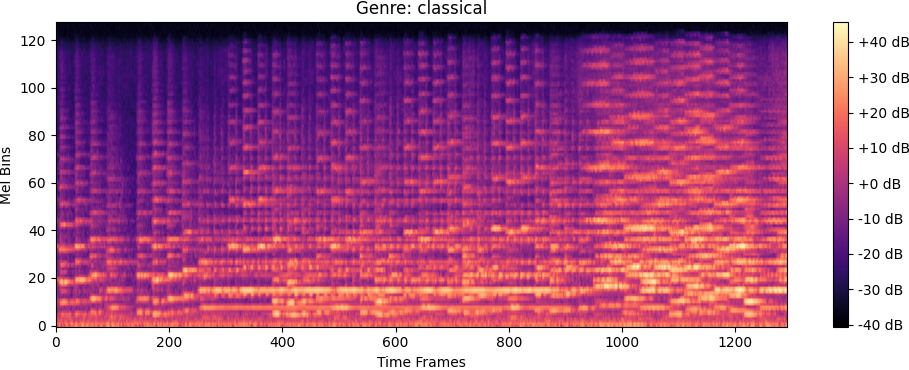 Genre: classical
120
100
80
60
40
20
0
Mel Bins
0 200 400 600 800 1000 1200
Time Frames
+40 dB
+30 dB
+20 dB
+10 dB
+0 dB
-10 dB
-20 dB
-30 dB
-40 dB